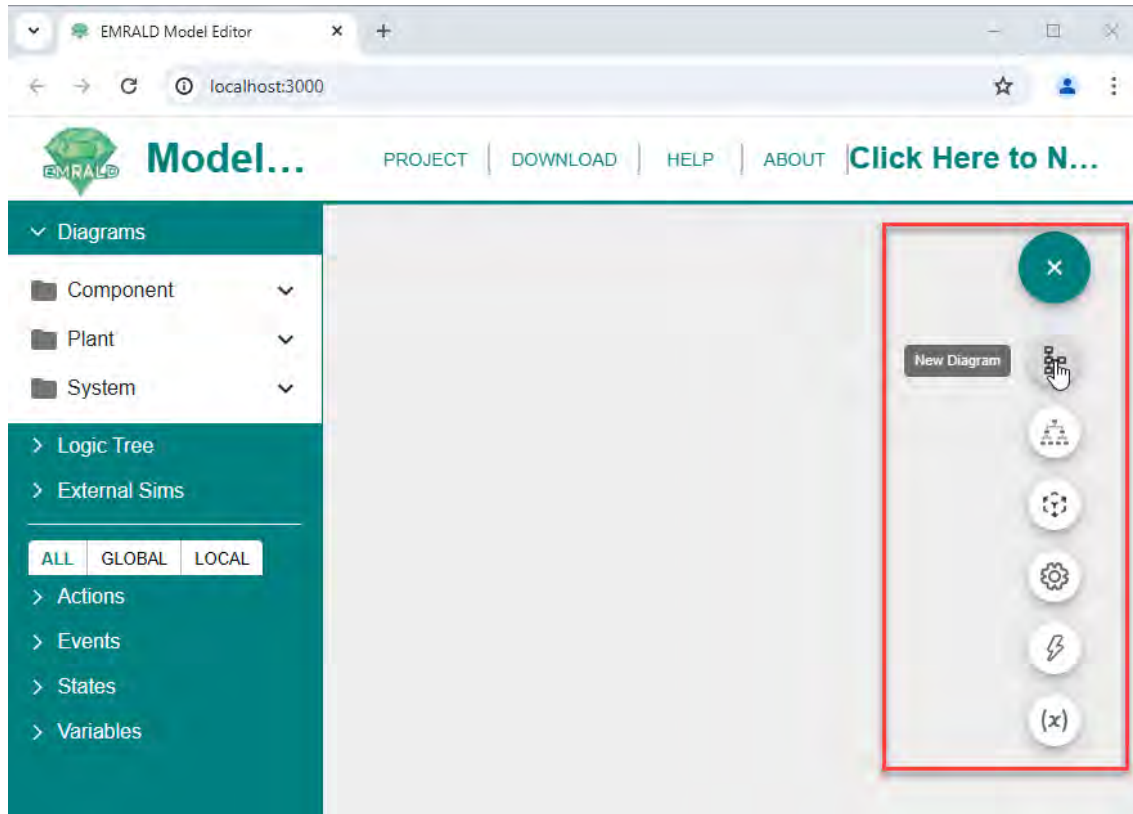 EMRALD Model Editor
localhost:3000
EMRALD
Model...
PROJECT
DOWNLOAD
HELP
ABOUT
Click Here to N...
Diagrams
Component
Plant
System
Logic Tree
External Sims
ALL
GLOBAL
LOCAL
Actions
Events
States
Variables
New Diagram
(x)